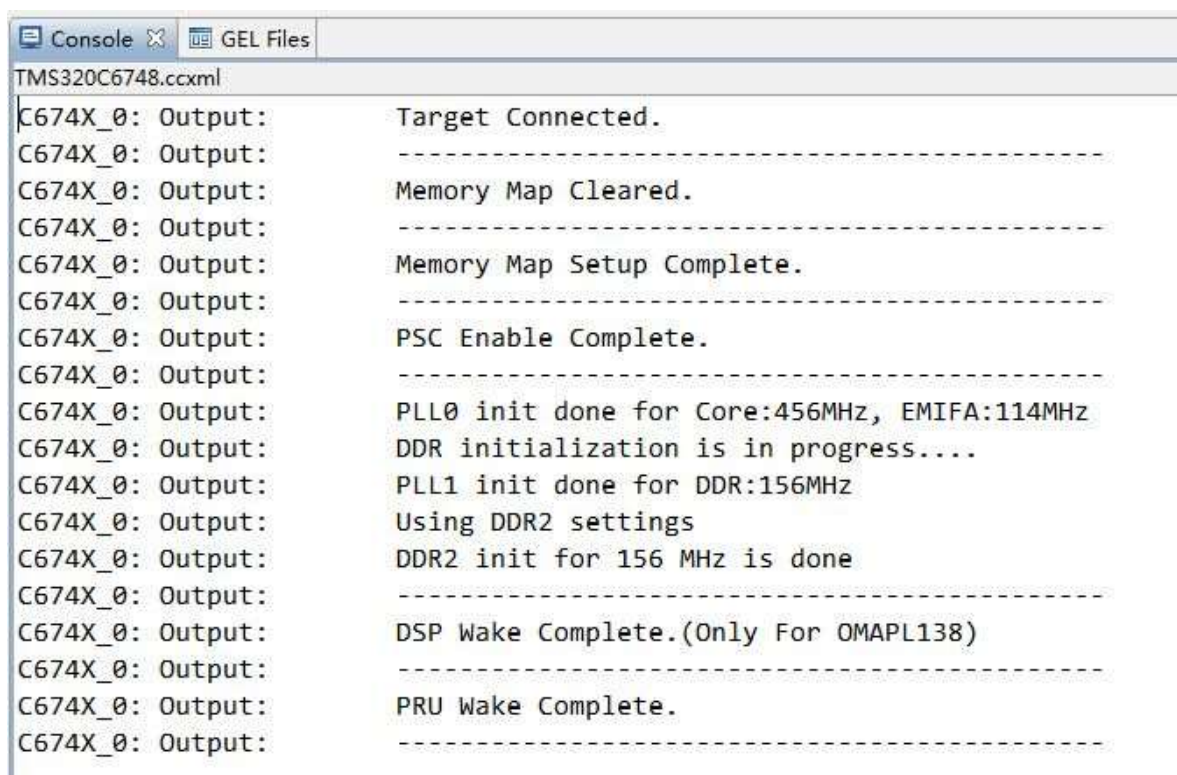 Console GEL Files
TMS320C6748.ccxml
C674X_0: Output: Target Connected.
C674X_0: Output: ---------------------------------------------
C674X_0: Output: Memory Map Cleared.
C674X_0: Output: ---------------------------------------------
C674X_0: Output: Memory Map Setup Complete.
C674X_0: Output: ---------------------------------------------
C674X_0: Output: PSC Enable Complete.
C674X_0: Output: ---------------------------------------------
C674X_0: Output: PLL0 init done for Core:456MHz, EMIFA:114MHz
C674X_0: Output: DDR initialization is in progress....
C674X_0: Output: PLL1 init done for DDR:156MHz
C674X_0: Output: Using DDR2 settings
C674X_0: Output: DDR2 init for 156 MHz is done
C674X_0: Output: ---------------------------------------------
C674X_0: Output: DSP Wake Complete.(Only For OMAPL138)
C674X_0: Output: ---------------------------------------------
C674X_0: Output: PRU Wake Complete.
C674X_0: Output: ---------------------------------------------